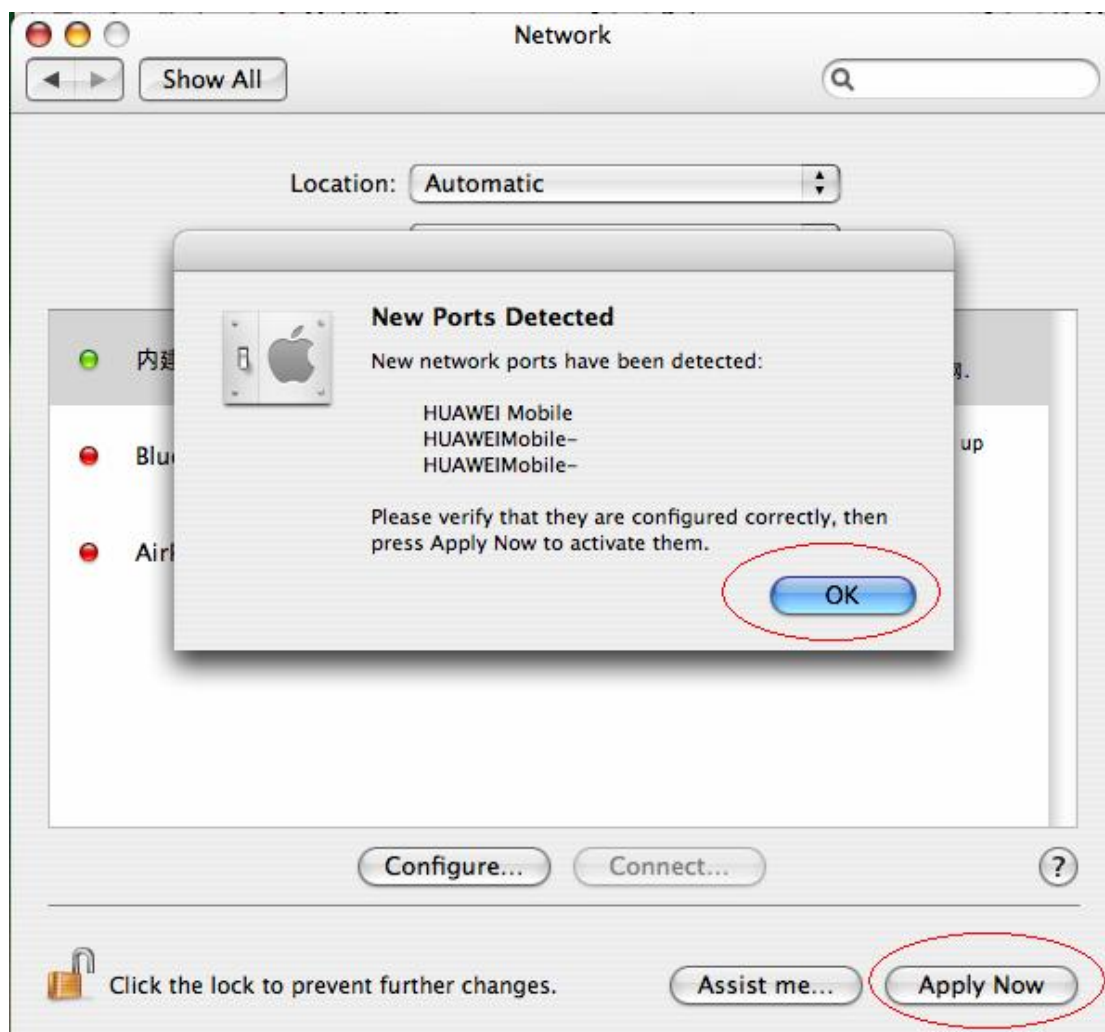 Network
Show All
Location: Automatic
New Ports Detected
New network ports have been detected:
HUAWEI Mobile
HUAWEIMobile-
HUAWEIMobile-
Please verify that they are configured correctly, then
press Apply Now to activate them.
OK
内建
up
Configure... Connect... ?
Click the lock to prevent further changes. Assist me... Apply Now